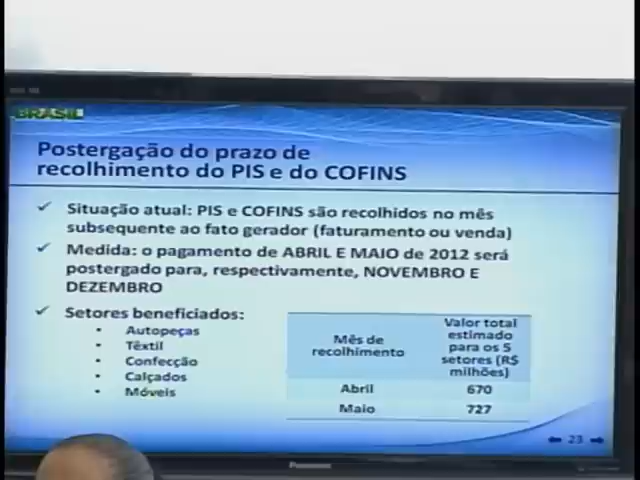 BRASIL
Postergação do prazo de
recolhimento do PIS e do COFINS
✓ Situação atual: PIS e COFINS são recolhidos no mês
subsequente ao fato gerador (faturamento ou venda)
✓ Medida: o pagamento de ABRIL E MAIO de 2012 será
postergado para, respectivamente, NOVEMBRO E
DEZEMBRO
✓ Setores beneficiados:
• Autopeças
• Têxtil
• Confecção
• Calçados
• Móveis
Mês de
recolhimento
Valor total
estimado
para os 5
setores (R$
milhões)
Abril 670
Maio 727
23
Panasonic